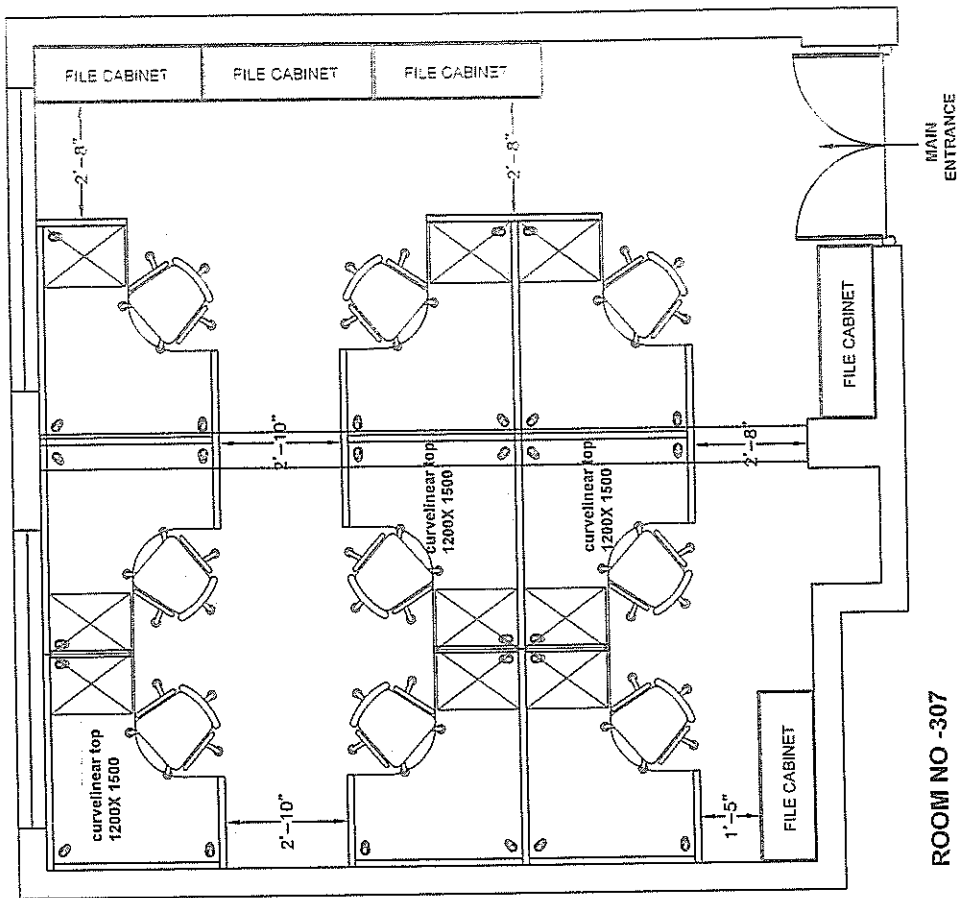 FILE CABINET
FILE CABINET
FILE CABINET
2'-8"
2'-8"
MAIN
ENTRANCE
FILE CABINET
2'-10"
curvelinear top
1200X 1500
curvelinear top
1200X 1500
2'-8"
curvelinear top
1200X 1500
2'-10"
1'-5"
FILE CABINET
ROOM NO -307